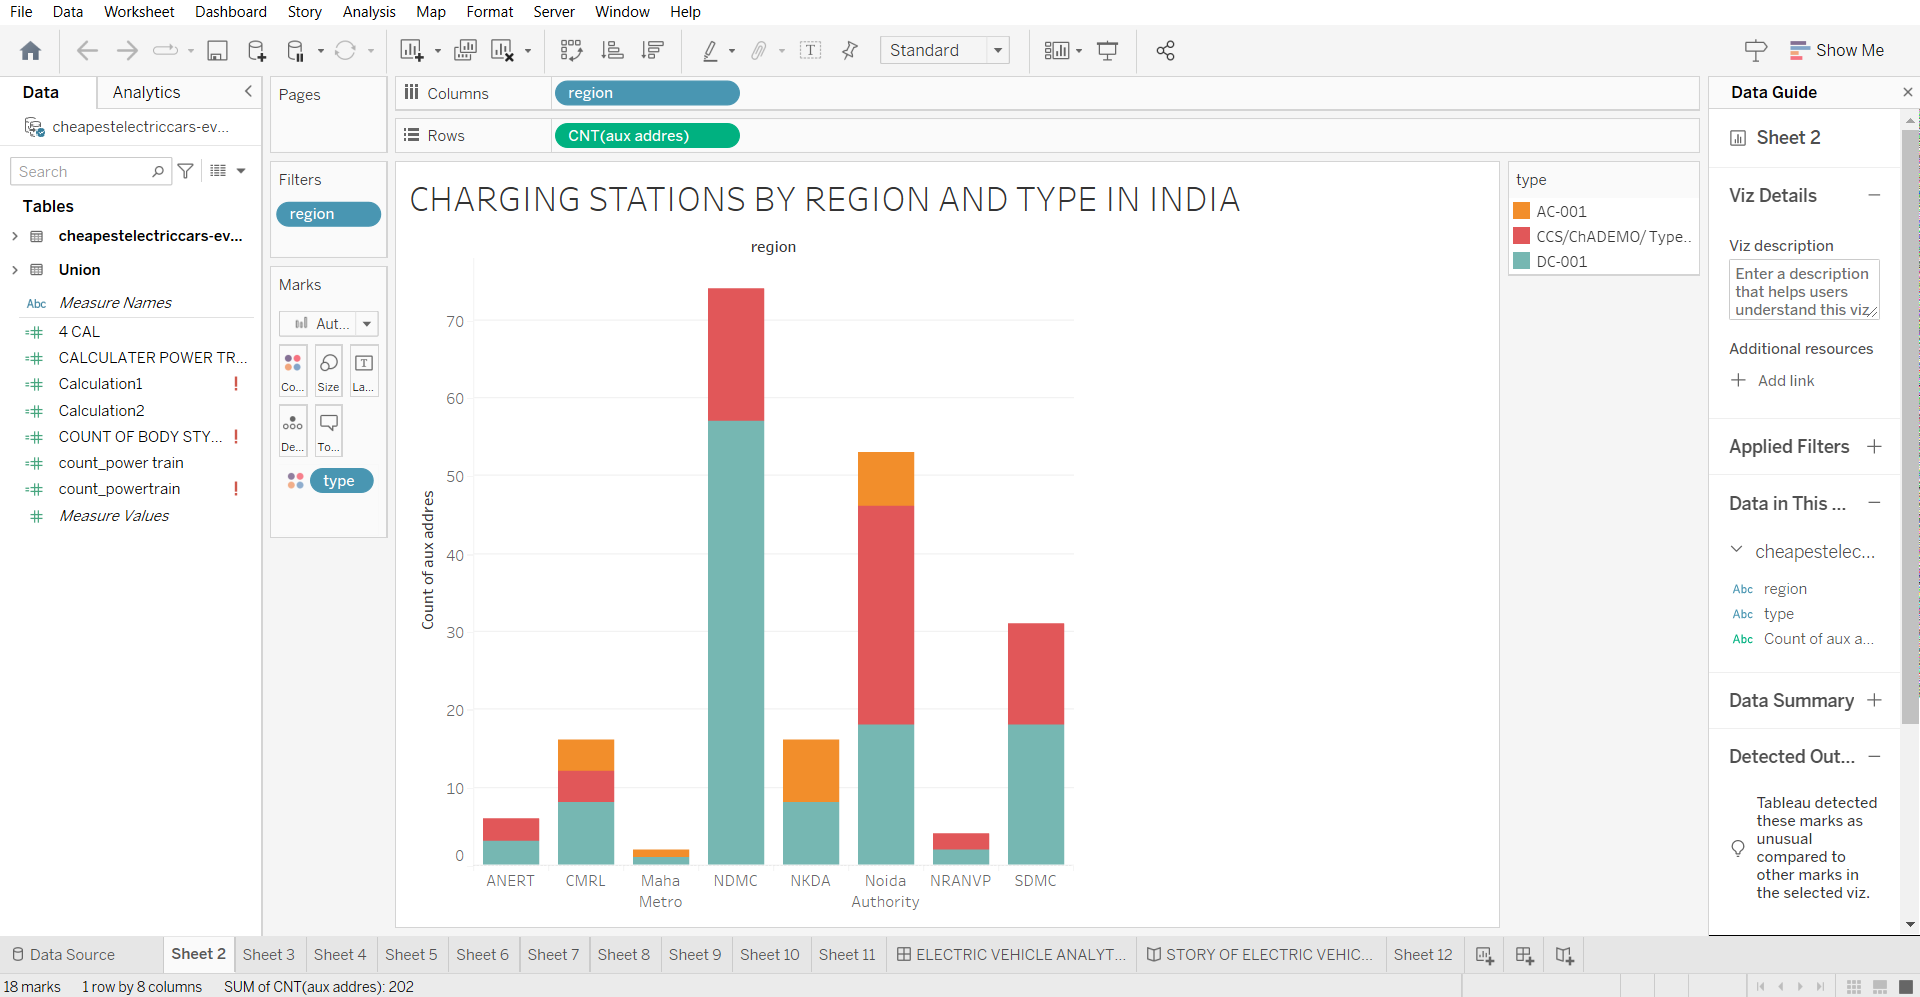 File Data Worksheet Dashboard Story Analysis Map Format Server Window Help
Standard
Show Me
Data
Analytics
cheapestelectriccars-ev...
Search
Tables
cheapestelectriccars-ev...
Union
Abc Measure Names
4 CAL
CALCULATER POWER TR...
Calculation1 !
Calculation2
COUNT OF BODY STY... !
count_power train
count_powertrain !
Measure Values
Pages
Filters
region
Marks
Aut...
Co... Size La...
De... To...
type
Columns region
Rows CNT(aux addres)
CHARGING STATIONS BY REGION AND TYPE IN INDIA
region
Count of aux addres
70
60
50
40
30
20
10
0
ANERT CMRL Maha Metro NDMC NKDA Noida Authority NRANVP SDMC
type
AC-001
CCS/ChADEMO/ Type..
DC-001
Data Guide
Sheet 2
Viz Details
Viz description
Enter a description
that helps users
understand this viz
Additional resources
Add link
Applied Filters
Data in This ...
cheapestelec...
Abc region
Abc type
Abc Count of aux a...
Data Summary
Detected Out...
Tableau detected
these marks as
unusual
compared to
other marks in
the selected viz.
Data Source Sheet 2 Sheet 3 Sheet 4 Sheet 5 Sheet 6 Sheet 7 Sheet 8 Sheet 9 Sheet 10 Sheet 11 ELECTRIC VEHICLE ANALYT... STORY OF ELECTRIC VEHIC... Sheet 12
18 marks 1 row by 8 columns SUM of CNT(aux addres): 202